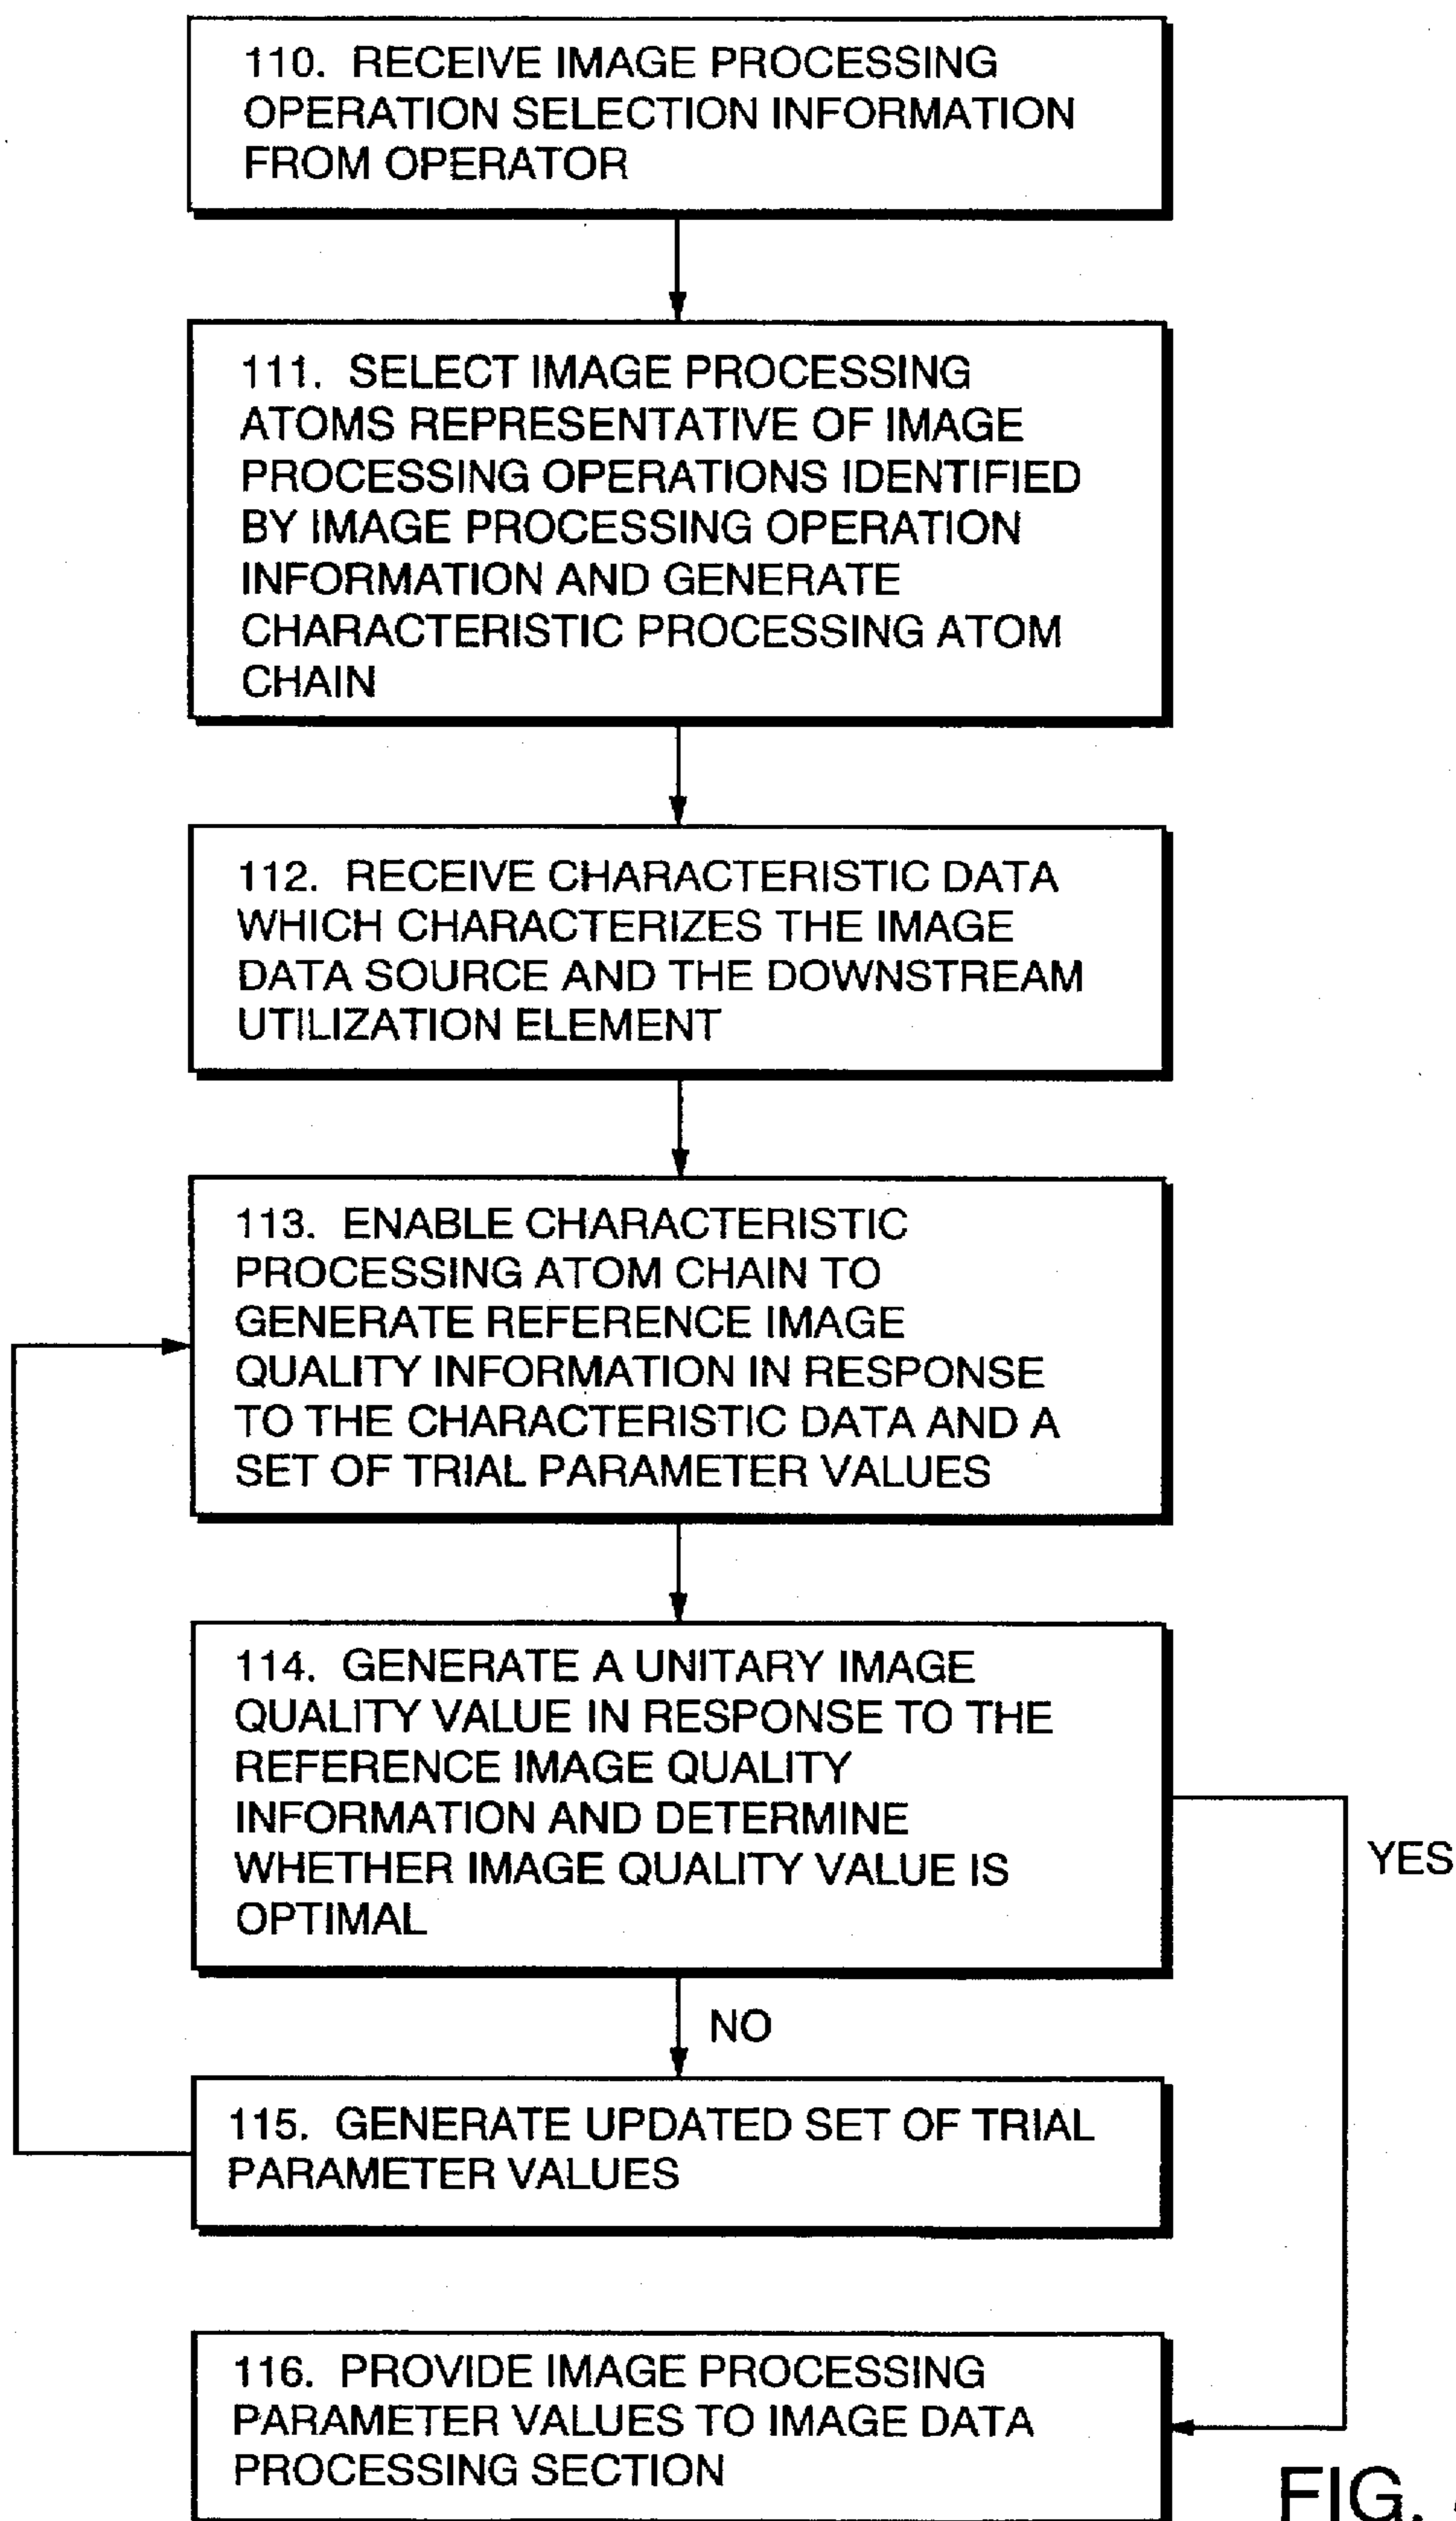 110. RECEIVE IMAGE PROCESSING
OPERATION SELECTION INFORMATION
FROM OPERATOR
111. SELECT IMAGE PROCESSING
ATOMS REPRESENTATIVE OF IMAGE
PROCESSING OPERATIONS IDENTIFIED
BY IMAGE PROCESSING OPERATION
INFORMATION AND GENERATE
CHARACTERISTIC PROCESSING ATOM
CHAIN
112. RECEIVE CHARACTERISTIC DATA
WHICH CHARACTERIZES THE IMAGE
DATA SOURCE AND THE DOWNSTREAM
UTILIZATION ELEMENT
113. ENABLE CHARACTERISTIC
PROCESSING ATOM CHAIN TO
GENERATE REFERENCE IMAGE
QUALITY INFORMATION IN RESPONSE
TO THE CHARACTERISTIC DATA AND A
SET OF TRIAL PARAMETER VALUES
114. GENERATE A UNITARY IMAGE
QUALITY VALUE IN RESPONSE TO THE
REFERENCE IMAGE QUALITY
INFORMATION AND DETERMINE
WHETHER IMAGE QUALITY VALUE IS
OPTIMAL
YES
NO
115. GENERATE UPDATED SET OF TRIAL
PARAMETER VALUES
116. PROVIDE IMAGE PROCESSING
PARAMETER VALUES TO IMAGE DATA
PROCESSING SECTION
FIG.